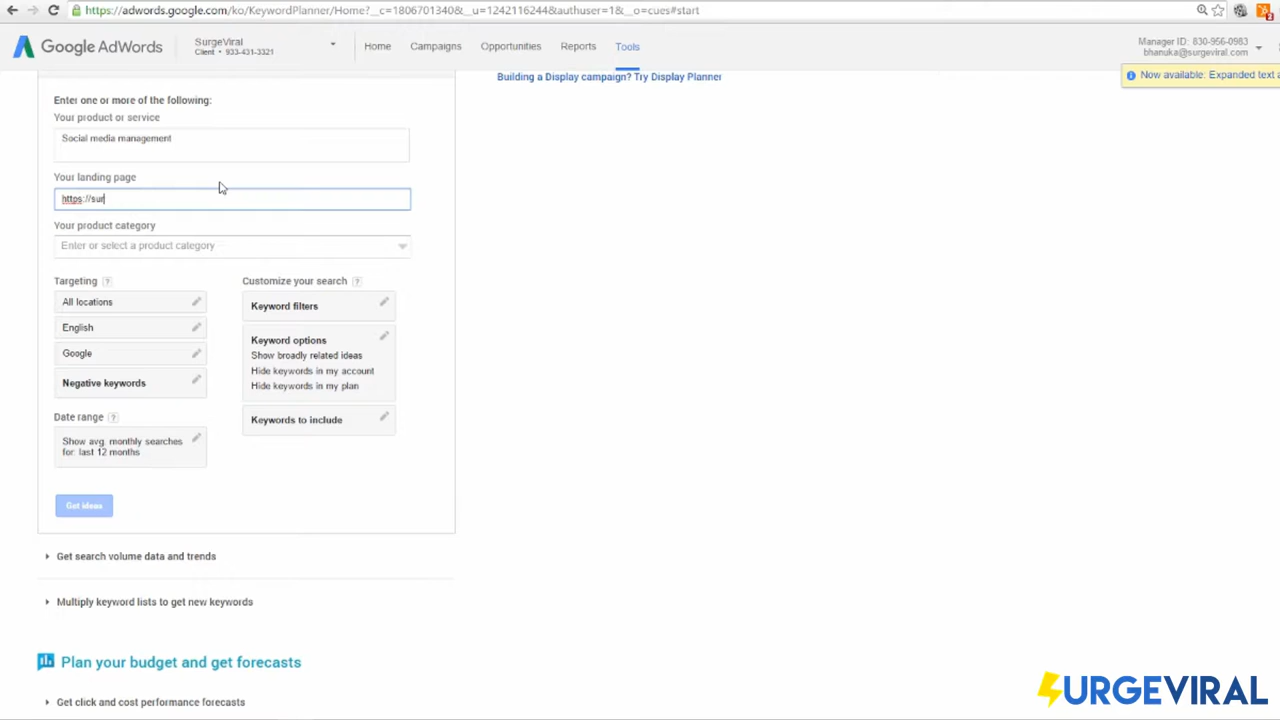 https://adwords.google.com/ko/KeywordPlanner/Home?__c=1806701340&__u=1242116244&authuser=1&__o=cues#start
Google AdWords
SurgeViral
Client • 933-431-3321
Home
Campaigns
Opportunities
Reports
Tools
Manager ID: 830-956-0983
bhanuka@surgeviral.com
Now available: Expanded text a
Building a Display campaign? Try Display Planner
Enter one or more of the following:
Your product or service
Social media management
Your landing page
https://sur
Your product category
Enter or select a product category
Targeting ?
All locations
English
Google
Negative keywords
Date range ?
Show avg. monthly searches
for: last 12 months
Customize your search ?
Keyword filters
Keyword options
Show broadly related ideas
Hide keywords in my account
Hide keywords in my plan
Keywords to include
Get ideas
Get search volume data and trends
Multiply keyword lists to get new keywords
Plan your budget and get forecasts
Get click and cost performance forecasts
SURGEVIRAL